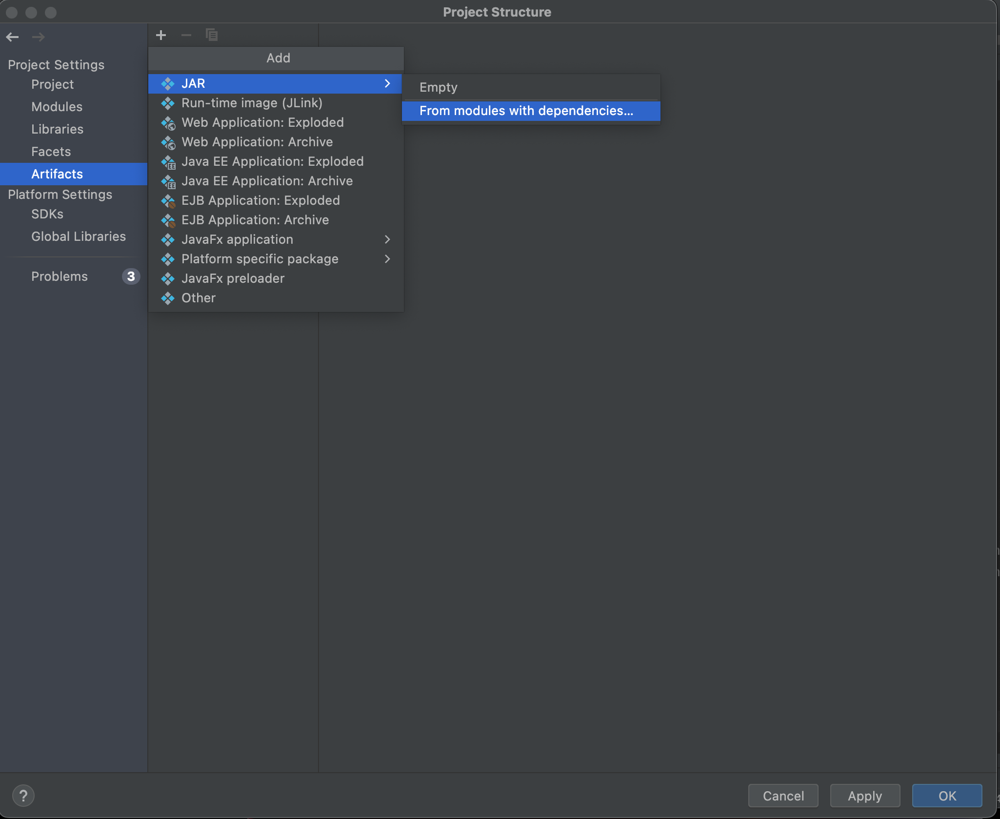 Project Structure
Project Settings
Project
Modules
Libraries
Facets
Artifacts
Platform Settings
SDKs
Global Libraries
Problems 3
Add
JAR
Run-time image (JLink)
Web Application: Exploded
Web Application: Archive
Java EE Application: Exploded
Java EE Application: Archive
EJB Application: Exploded
EJB Application: Archive
JavaFx application
Platform specific package
JavaFx preloader
Other
Empty
From modules with dependencies...
?
Cancel
Apply
OK